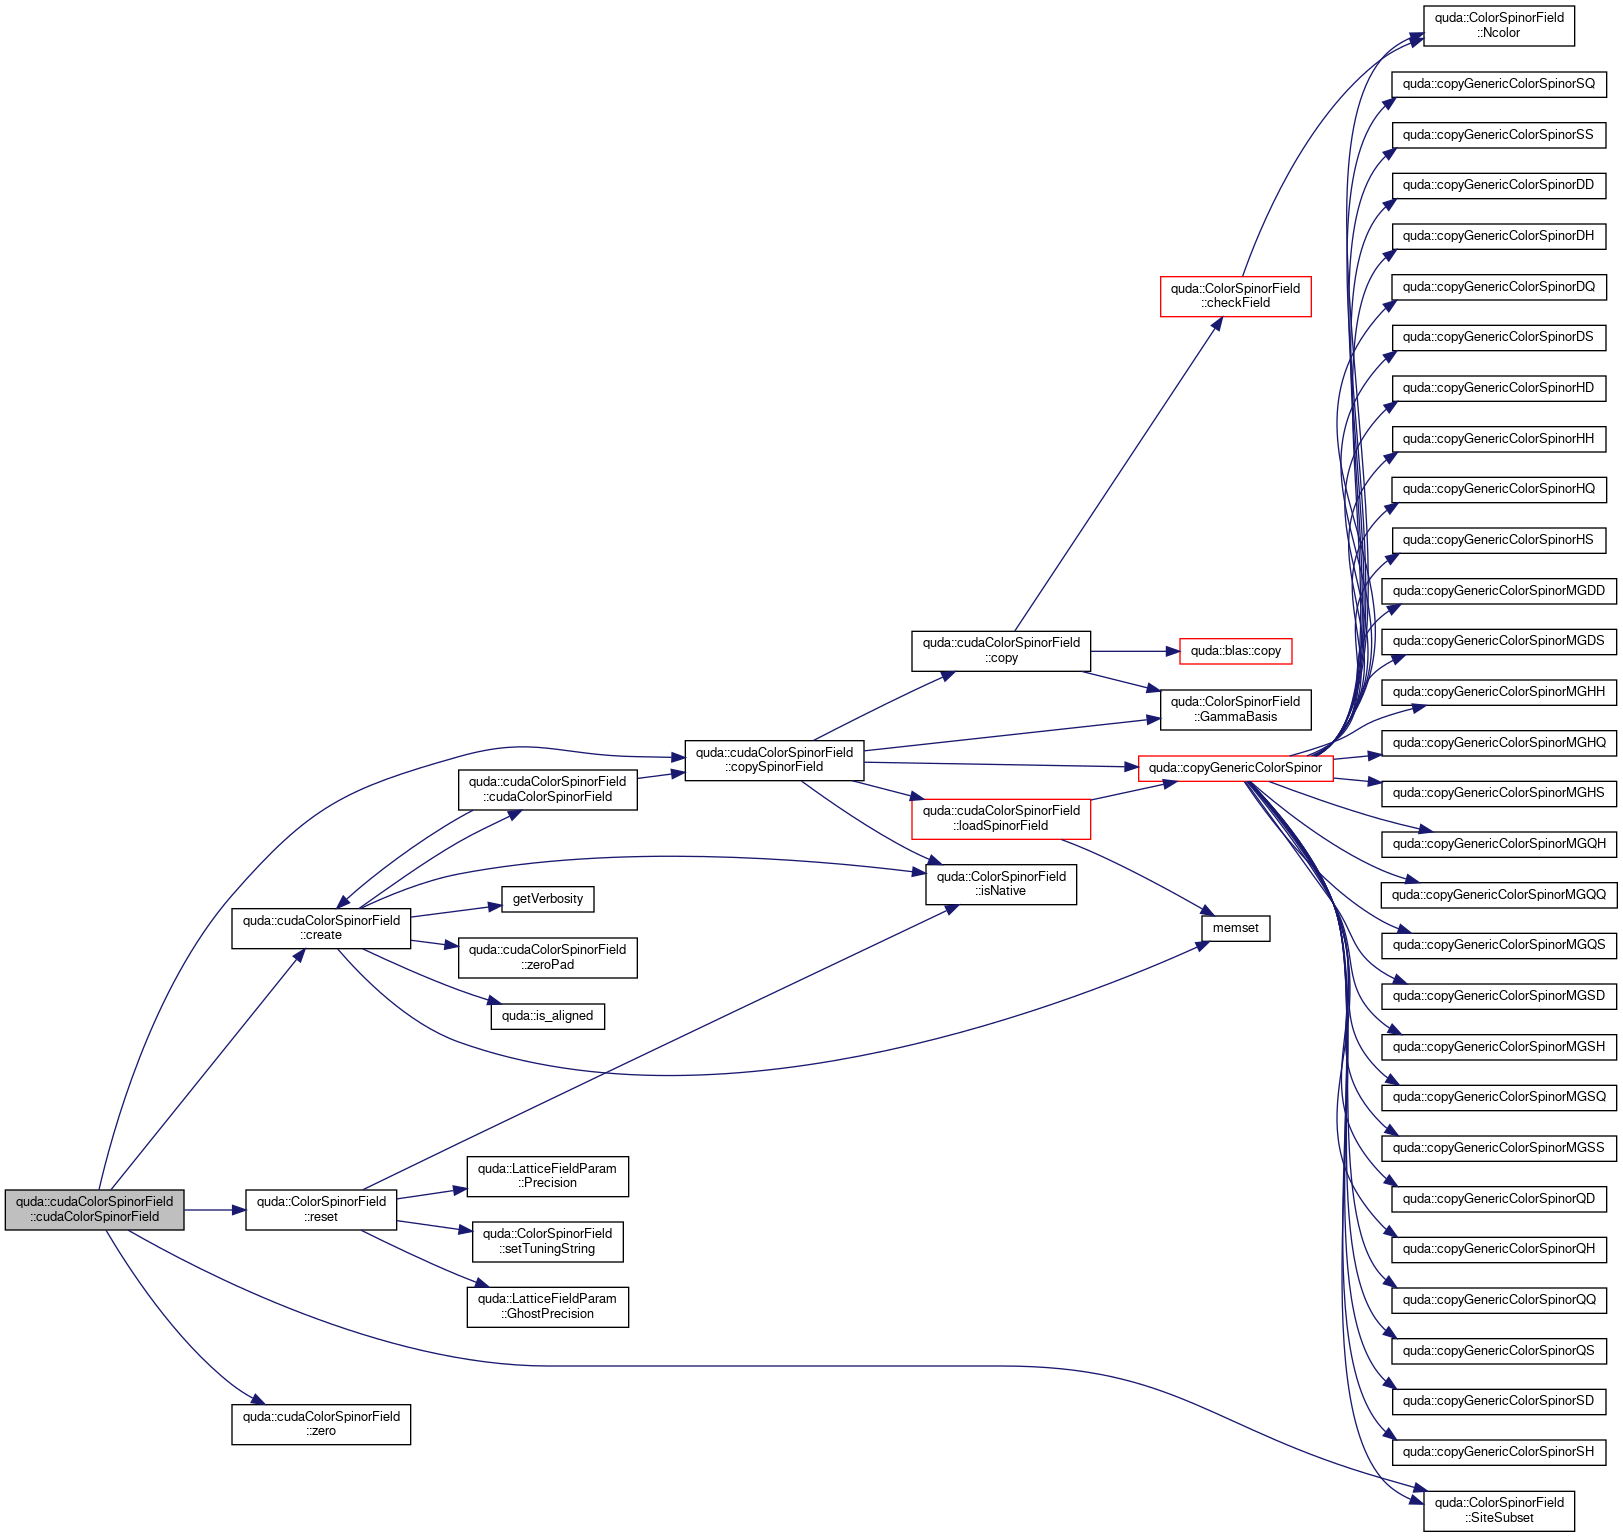 quda::ColorSpinorField
::Ncolor
quda::copyGenericColorSpinorSQ
quda::copyGenericColorSpinorSS
quda::copyGenericColorSpinorDD
quda::copyGenericColorSpinorDH
quda::ColorSpinorField
::checkField
quda::copyGenericColorSpinorDQ
quda::copyGenericColorSpinorDS
quda::copyGenericColorSpinorHD
quda::copyGenericColorSpinorHH
quda::copyGenericColorSpinorHQ
quda::copyGenericColorSpinorHS
quda::copyGenericColorSpinorMGDD
quda::cudaColorSpinorField
::copy
quda::blas::copy
quda::copyGenericColorSpinorMGDS
quda::ColorSpinorField
::GammaBasis
quda::copyGenericColorSpinorMGHH
quda::cudaColorSpinorField
::copySpinorField
quda::copyGenericColorSpinor
quda::copyGenericColorSpinorMGHQ
quda::cudaColorSpinorField
::cudaColorSpinorField
quda::cudaColorSpinorField
::loadSpinorField
quda::copyGenericColorSpinorMGHS
quda::copyGenericColorSpinorMGQH
quda::ColorSpinorField
::isNative
quda::copyGenericColorSpinorMGQQ
getVerbosity
quda::cudaColorSpinorField
::create
memset
quda::copyGenericColorSpinorMGQS
quda::cudaColorSpinorField
::zeroPad
quda::copyGenericColorSpinorMGSD
quda::is_aligned
quda::copyGenericColorSpinorMGSH
quda::copyGenericColorSpinorMGSQ
quda::copyGenericColorSpinorMGSS
quda::LatticeFieldParam
::Precision
quda::cudaColorSpinorField
::cudaColorSpinorField
quda::ColorSpinorField
::reset
quda::copyGenericColorSpinorQD
quda::ColorSpinorField
::setTuningString
quda::copyGenericColorSpinorQH
quda::LatticeFieldParam
::GhostPrecision
quda::copyGenericColorSpinorQQ
quda::copyGenericColorSpinorQS
quda::copyGenericColorSpinorSD
quda::cudaColorSpinorField
::zero
quda::copyGenericColorSpinorSH
quda::ColorSpinorField
::SiteSubset